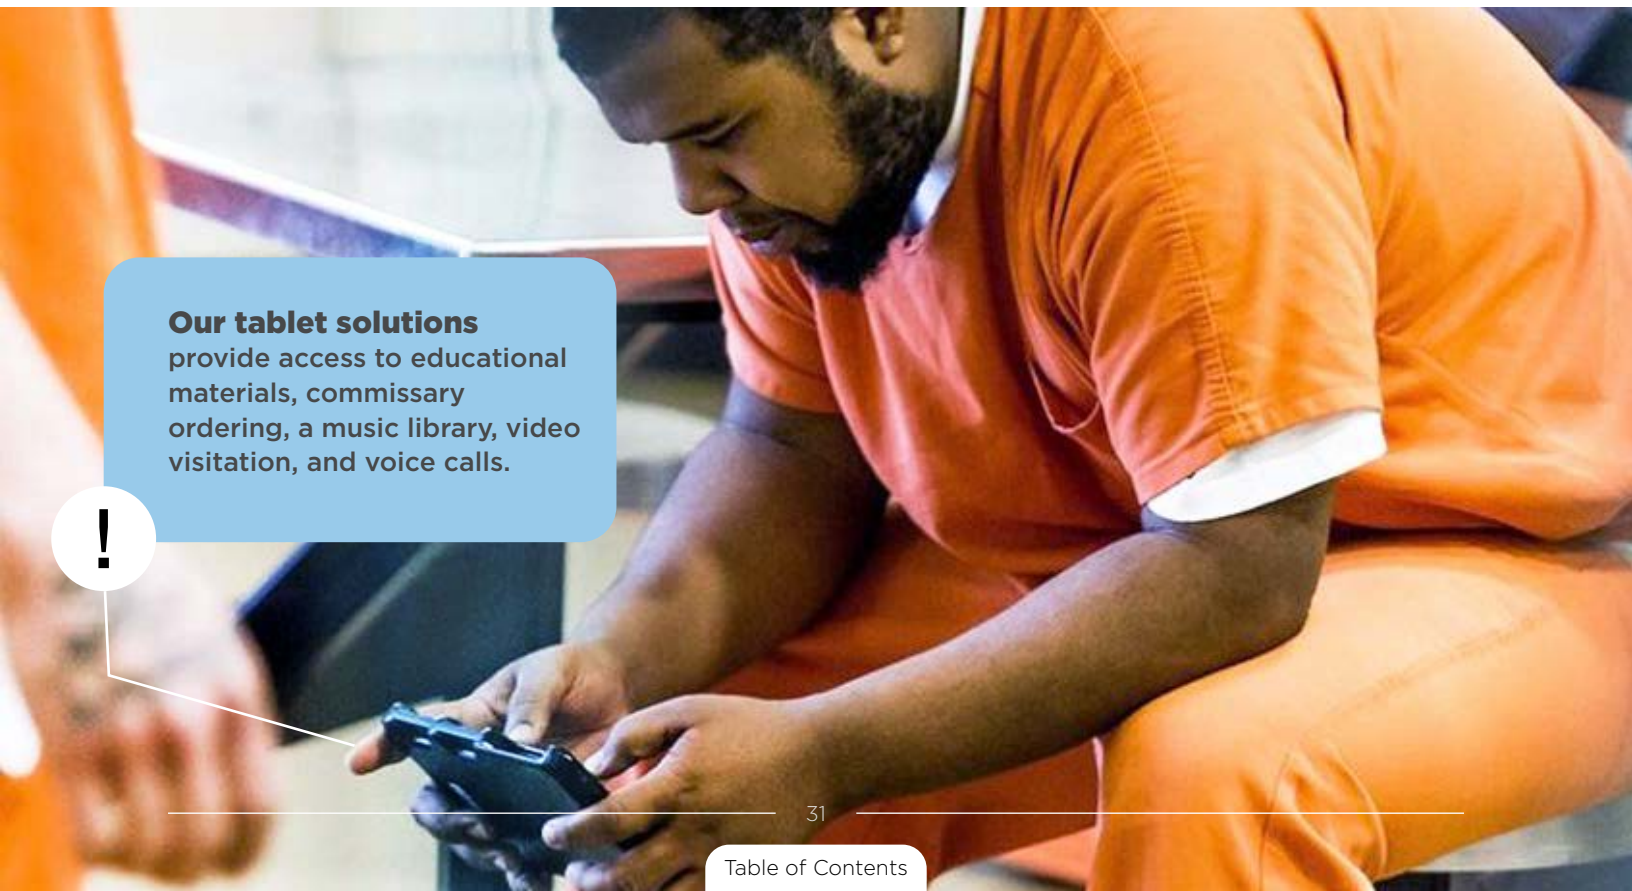 Our tablet solutions
provide access to educational
materials, commissary
ordering, a music library, video
visitation, and voice calls.
!
31
Table of Contents